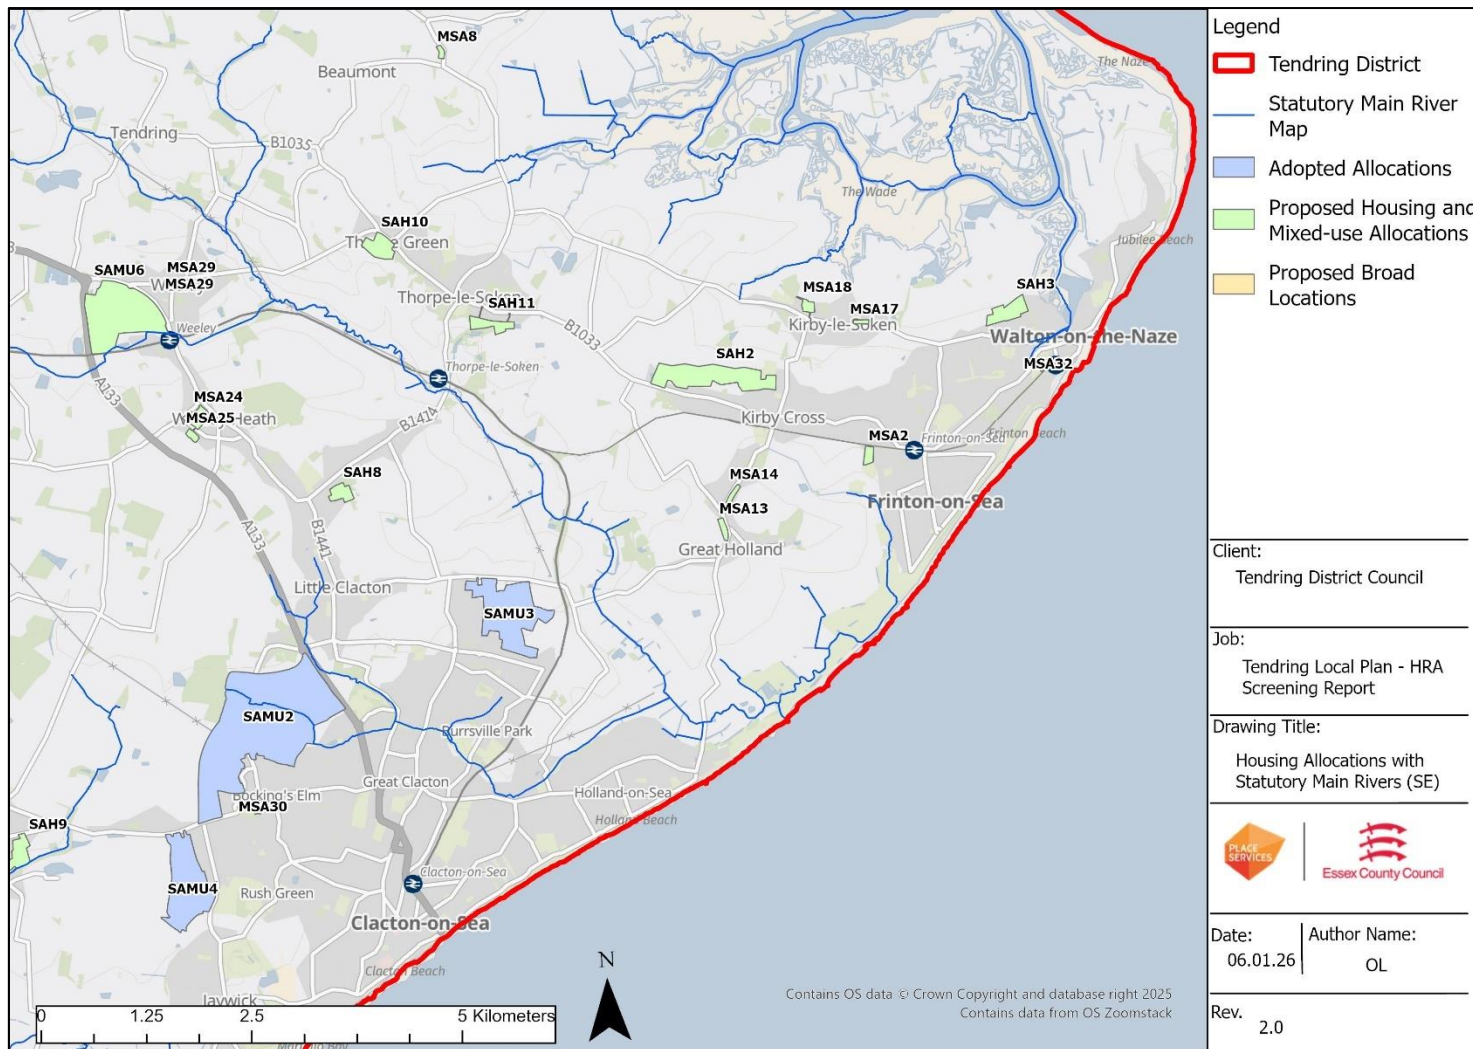 MSA8
Beaumont
The Naze
Tendring
B1035
The Wade
SAH10
Green
Jubilee Beach
MSA29
SAMU6
MSA29
Weeley
Thorpe-le-Soken
SAH11
MSA18
MSA17
SAH3
Kirby-le-Soken
B1033
Walton-on-the-Naze
Thorpe-le-Soken
SAH2
MSA32
A133
MSA24
MSA25
Heath
B1414
Kirby Cross
MSA2
Frinton-on-Sea
Frinton Beach
SAH8
MSA14
Frinton-on-Sea
MSA13
A133
B1441
Great Holland
Little Clacton
SAMU3
SAMU2
Burrsville Park
Great Clacton
Bocking's Elm
MSA30
Holland-on-Sea
Holland Beach
SAH9
Clacton-on-Sea
SAMU4
Rush Green
Clacton-on-Sea
Clacton Beach
Jaywick
N
0 1.25 2.5 5 Kilometers
Contains OS data © Crown Copyright and database right 2025
Contains data from OS Zoomstack
Legend
Tendring District
Statutory Main River
Map
Adopted Allocations
Proposed Housing and
Mixed-use Allocations
Proposed Broad
Locations
Client:
Tendring District Council
Job:
Tendring Local Plan - HRA
Screening Report
Drawing Title:
Housing Allocations with
Statutory Main Rivers (SE)
PLACE
SERVICES
Essex County Council
Date:
06.01.26
Author Name:
OL
Rev.
2.0